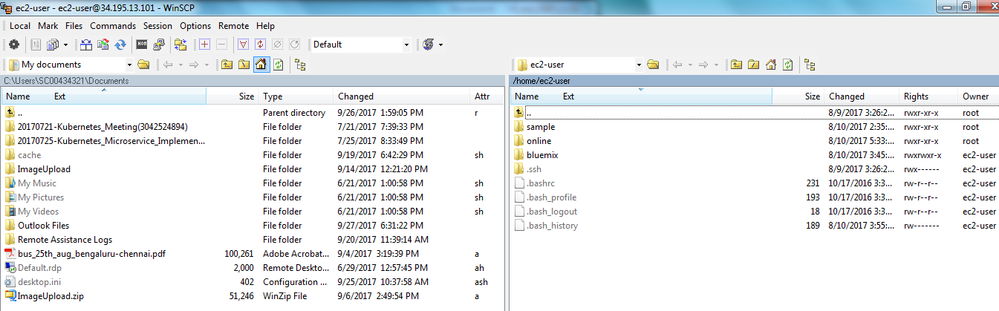 ec2-user - ec2-user@34.195.13.101 - WinSCP
Local Mark Files Commands Session Options Remote Help
Default
My documents
C:\Users\SC00434321\Documents
Name Ext Size Type Changed Attr
.. Parent directory 9/26/2017 1:59:05 PM r
20170721-Kubernetes_Meeting(3042524894) File folder 7/21/2017 7:39:33 PM
20170725-Kubernetes_Microservice_Implemen... File folder 7/25/2017 8:33:49 PM
cache File folder 9/19/2017 6:42:29 PM sh
ImageUpload File folder 9/14/2017 12:21:20 PM
My Music File folder 6/21/2017 1:00:58 PM sh
My Pictures File folder 6/21/2017 1:00:58 PM sh
My Videos File folder 6/21/2017 1:00:58 PM sh
Outlook Files File folder 9/27/2017 6:31:22 PM
Remote Assistance Logs File folder 9/20/2017 11:39:14 AM
bus_25th_aug_bengaluru-chennai.pdf 100,261 Adobe Acrobat... 9/4/2017 3:19:39 PM a
Default.rdp 2,000 Remote Deskto... 6/29/2017 12:57:45 PM ah
desktop.ini 402 Configuration ... 9/25/2017 10:37:58 AM ash
ImageUpload.zip 51,246 WinZip File 9/6/2017 2:49:54 PM a
ec2-user
/home/ec2-user
Name Ext Size Changed Rights Owner
.. 8/9/2017 3:26:2... rwxr-xr-x root
sample 8/10/2017 2:35:... rwxr-xr-x root
online 8/10/2017 5:33:... rwxr-xr-x root
bluemix 8/10/2017 3:45:... rwxrwxr-x ec2-user
.ssh 8/9/2017 3:26:2... rwx------ ec2-user
.bashrc 231 10/17/2016 3:3... rw-r--r-- ec2-user
.bash_profile 193 10/17/2016 3:3... rw-r--r-- ec2-user
.bash_logout 18 10/17/2016 3:3... rw-r--r-- ec2-user
.bash_history 189 8/10/2017 3:55:... rw------- ec2-user